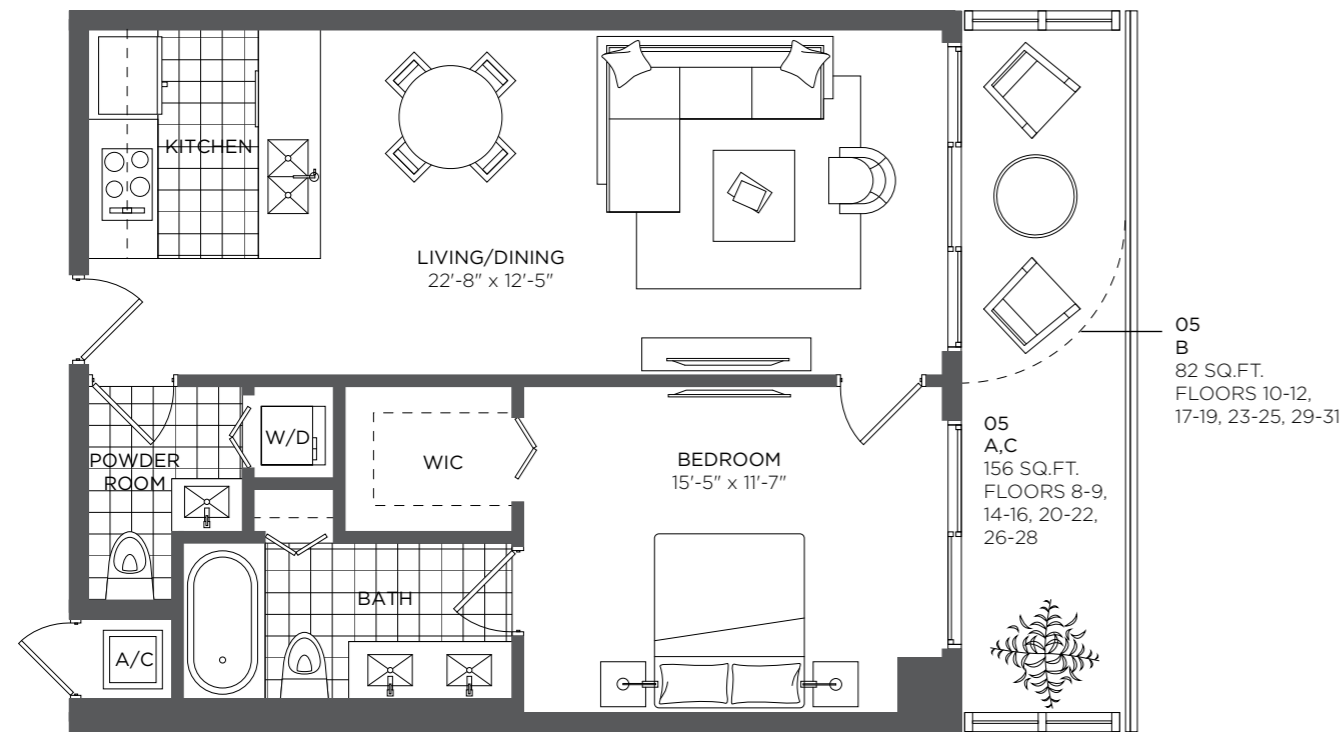 KITCHEN
LIVING/DINING
22'-8" x 12'-5"
05
B
82 SQ.FT.
FLOORS 10-12,
17-19, 23-25, 29-31
05
A,C
156 SQ.FT.
FLOORS 8-9,
14-16, 20-22,
26-28
W/D
WIC
POWDER
ROOM
BEDROOM
15'-5" x 11'-7"
BATH
A/C